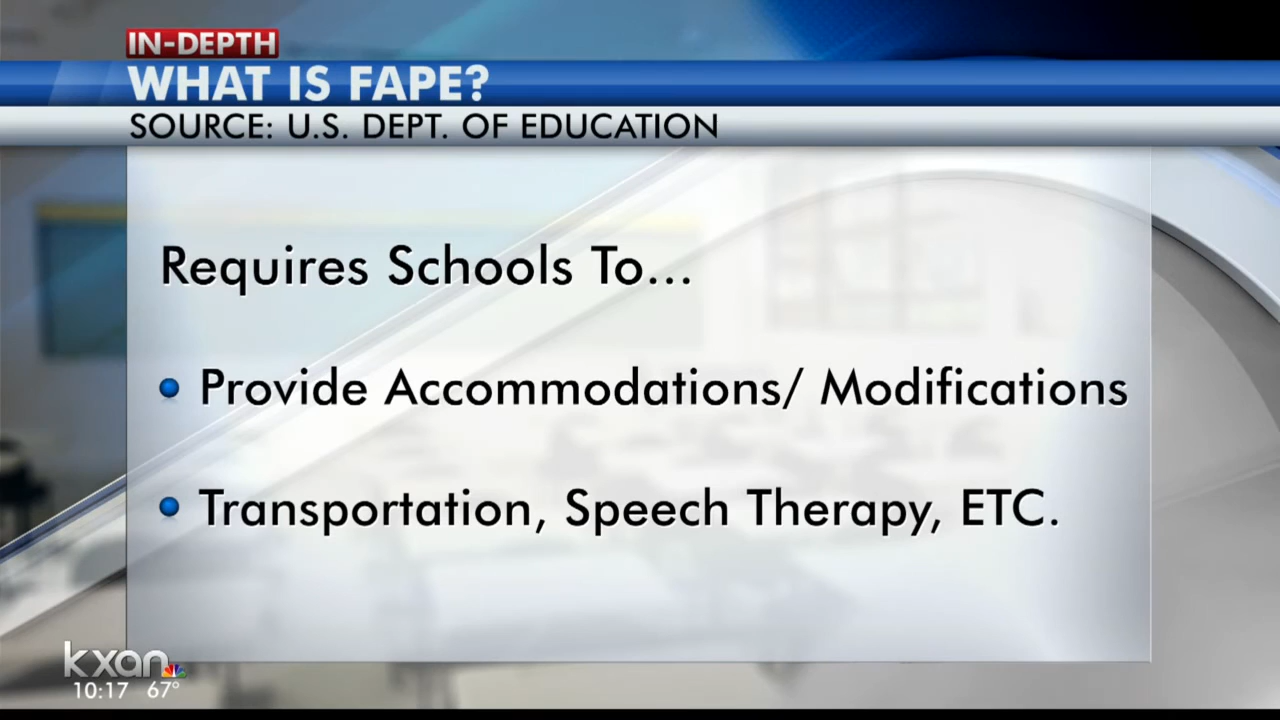 IN-DEPTH
WHAT IS FAPE?
SOURCE: U.S. DEPT. OF EDUCATION
Requires Schools To...
Provide Accommodations/ Modifications
Transportation, Speech Therapy, ETC.
kxan
10:17 67°